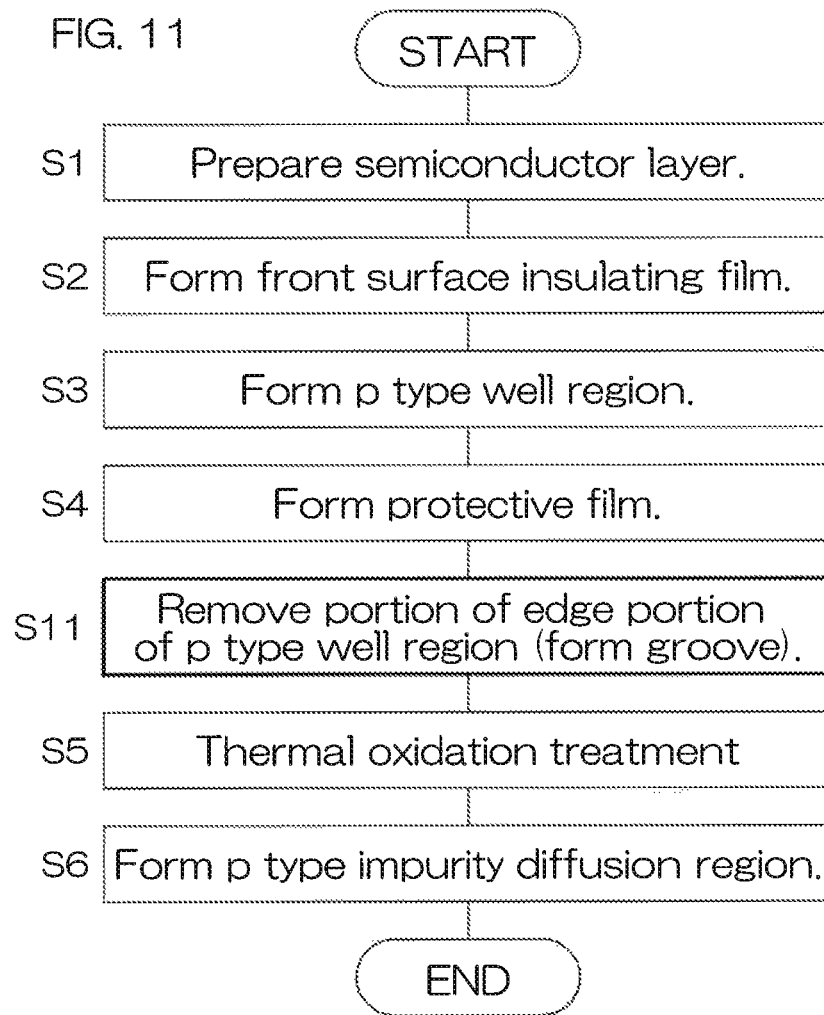 FIG. 11
START
S1 Prepare semiconductor layer.
S2 Form front surface insulating film.
S3 Form p type well region.
S4 Form protective film.
S11 Remove portion of edge portion
of p type well region (form groove).
S5 Thermal oxidation treatment
S6 Form p type impurity diffusion region.
END